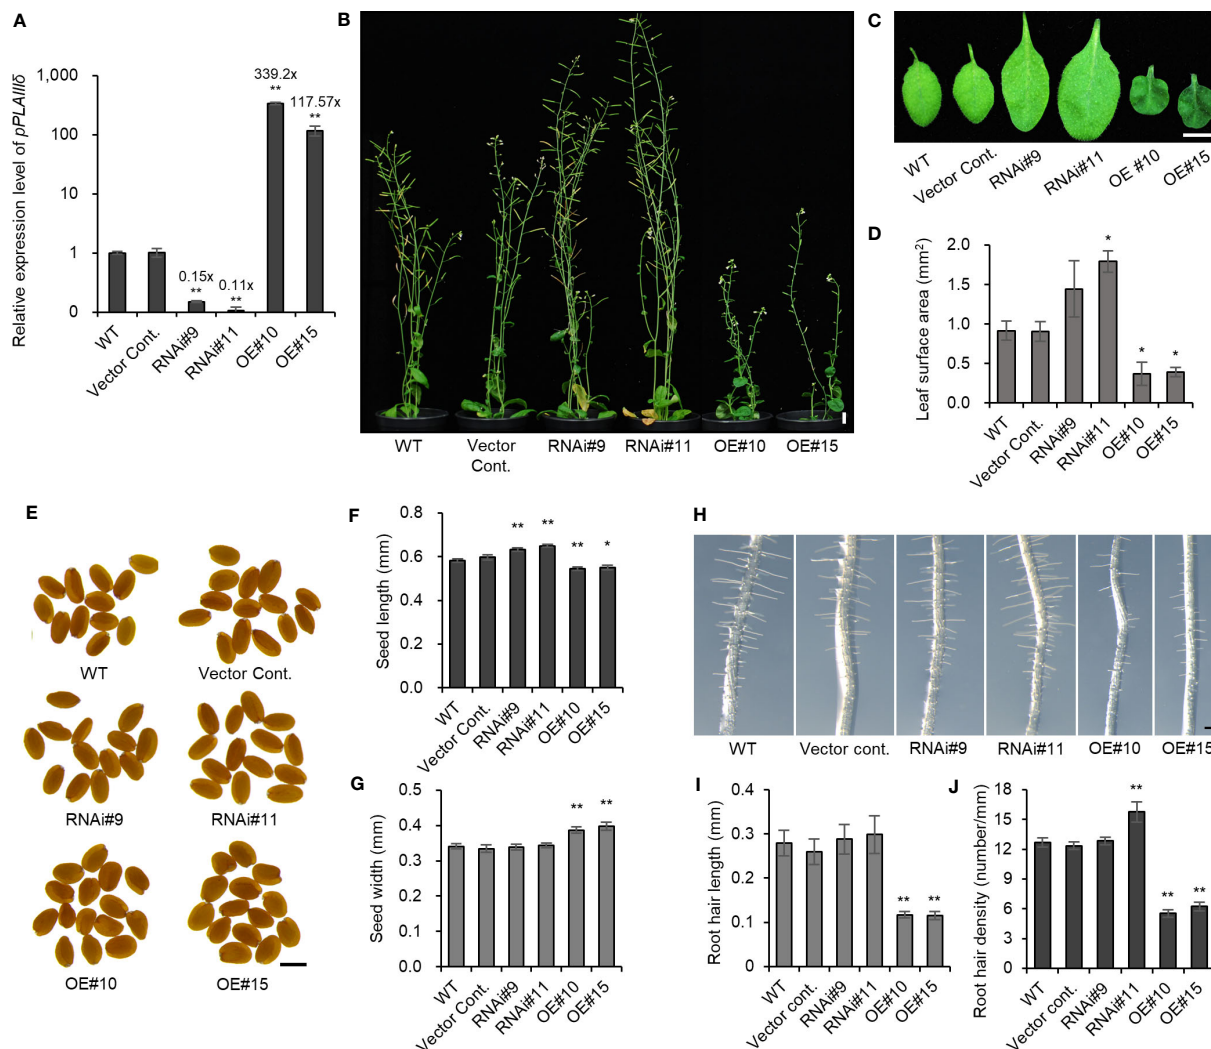 A
Relative expression level of pPLAIIIδ
1,000
100
10
1
0
339.2x
**
117.57x
**
0.15x
**
0.11x
**
WT
Vector Cont.
RNAi#9
RNAi#11
OE#10
OE#15
B
WT
Vector
Cont.
RNAi#9
RNAi#11
OE#10
OE#15
C
WT
Vector Cont.
RNAi#9
RNAi#11
OE #10
OE#15
D
Leaf surface area (mm²)
2.0
1.5
1.0
0.5
0.0
*
*
*
WT
Vector Cont.
RNAi#9
RNAi#11
OE#10
OE#15
E
WT
Vector Cont.
RNAi#9
RNAi#11
OE#10
OE#15
F
Seed length (mm)
0.8
0.6
0.4
0.2
0.0
**
**
**
*
WT
Vector Cont.
RNAi#9
RNAi#11
OE#10
OE#15
G
Seed width (mm)
0.5
0.4
0.3
0.2
0.1
0.0
**
**
WT
Vector Cont.
RNAi#9
RNAi#11
OE#10
OE#15
H
WT
Vector cont.
RNAi#9
RNAi#11
OE#10
OE#15
I
Root hair length (mm)
0.4
0.3
0.2
0.1
0
**
**
WT
Vector cont.
RNAi#9
RNAi#11
OE#10
OE#15
J
Root hair density (number/mm)
18
15
12
9
6
3
0
**
**
**
WT
Vector cont.
RNAi#9
RNAi#11
OE#10
OE#15